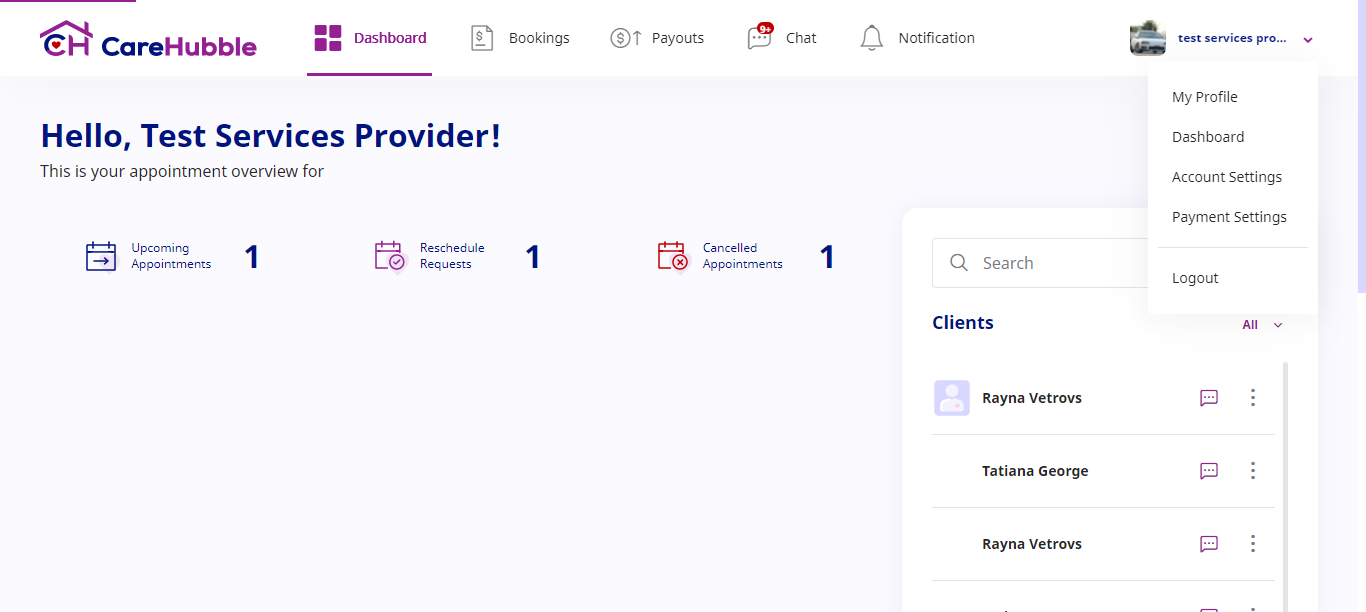 CH CareHubble
Dashboard
Bookings
Payouts
9+
Chat
Notification
test services pro...
My Profile
Dashboard
Account Settings
Payment Settings
Logout
Hello, Test Services Provider!
This is your appointment overview for
Upcoming
Appointments
1
Reschedule
Requests
1
Cancelled
Appointments
1
Search
Clients
All
Rayna Vetrovs
Tatiana George
Rayna Vetrovs